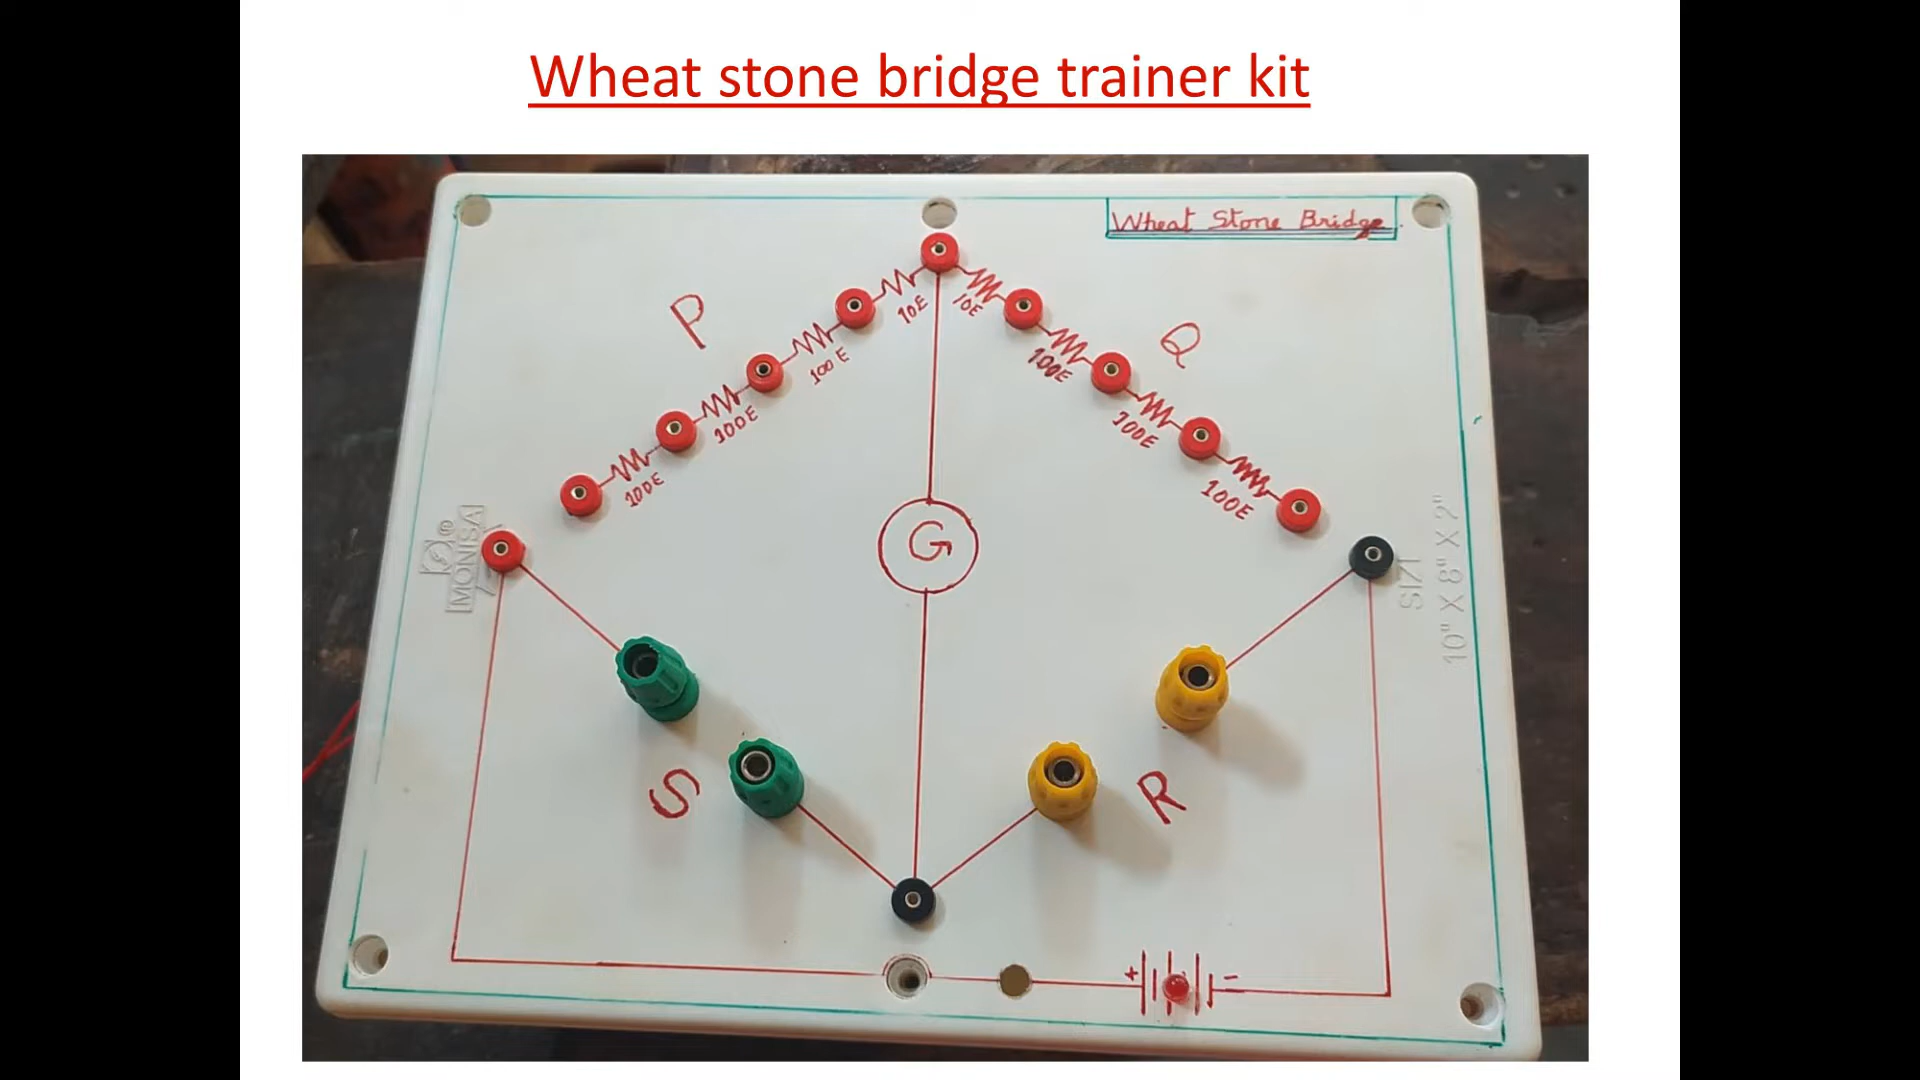 Wheat stone bridge trainer kit
Wheat Stone Bridge
P
10E
10E
100E
100E
Q
100E
100E
100E
100E
G
MONISA
SIZE
10" X 8" X 2"
S
R
+
-